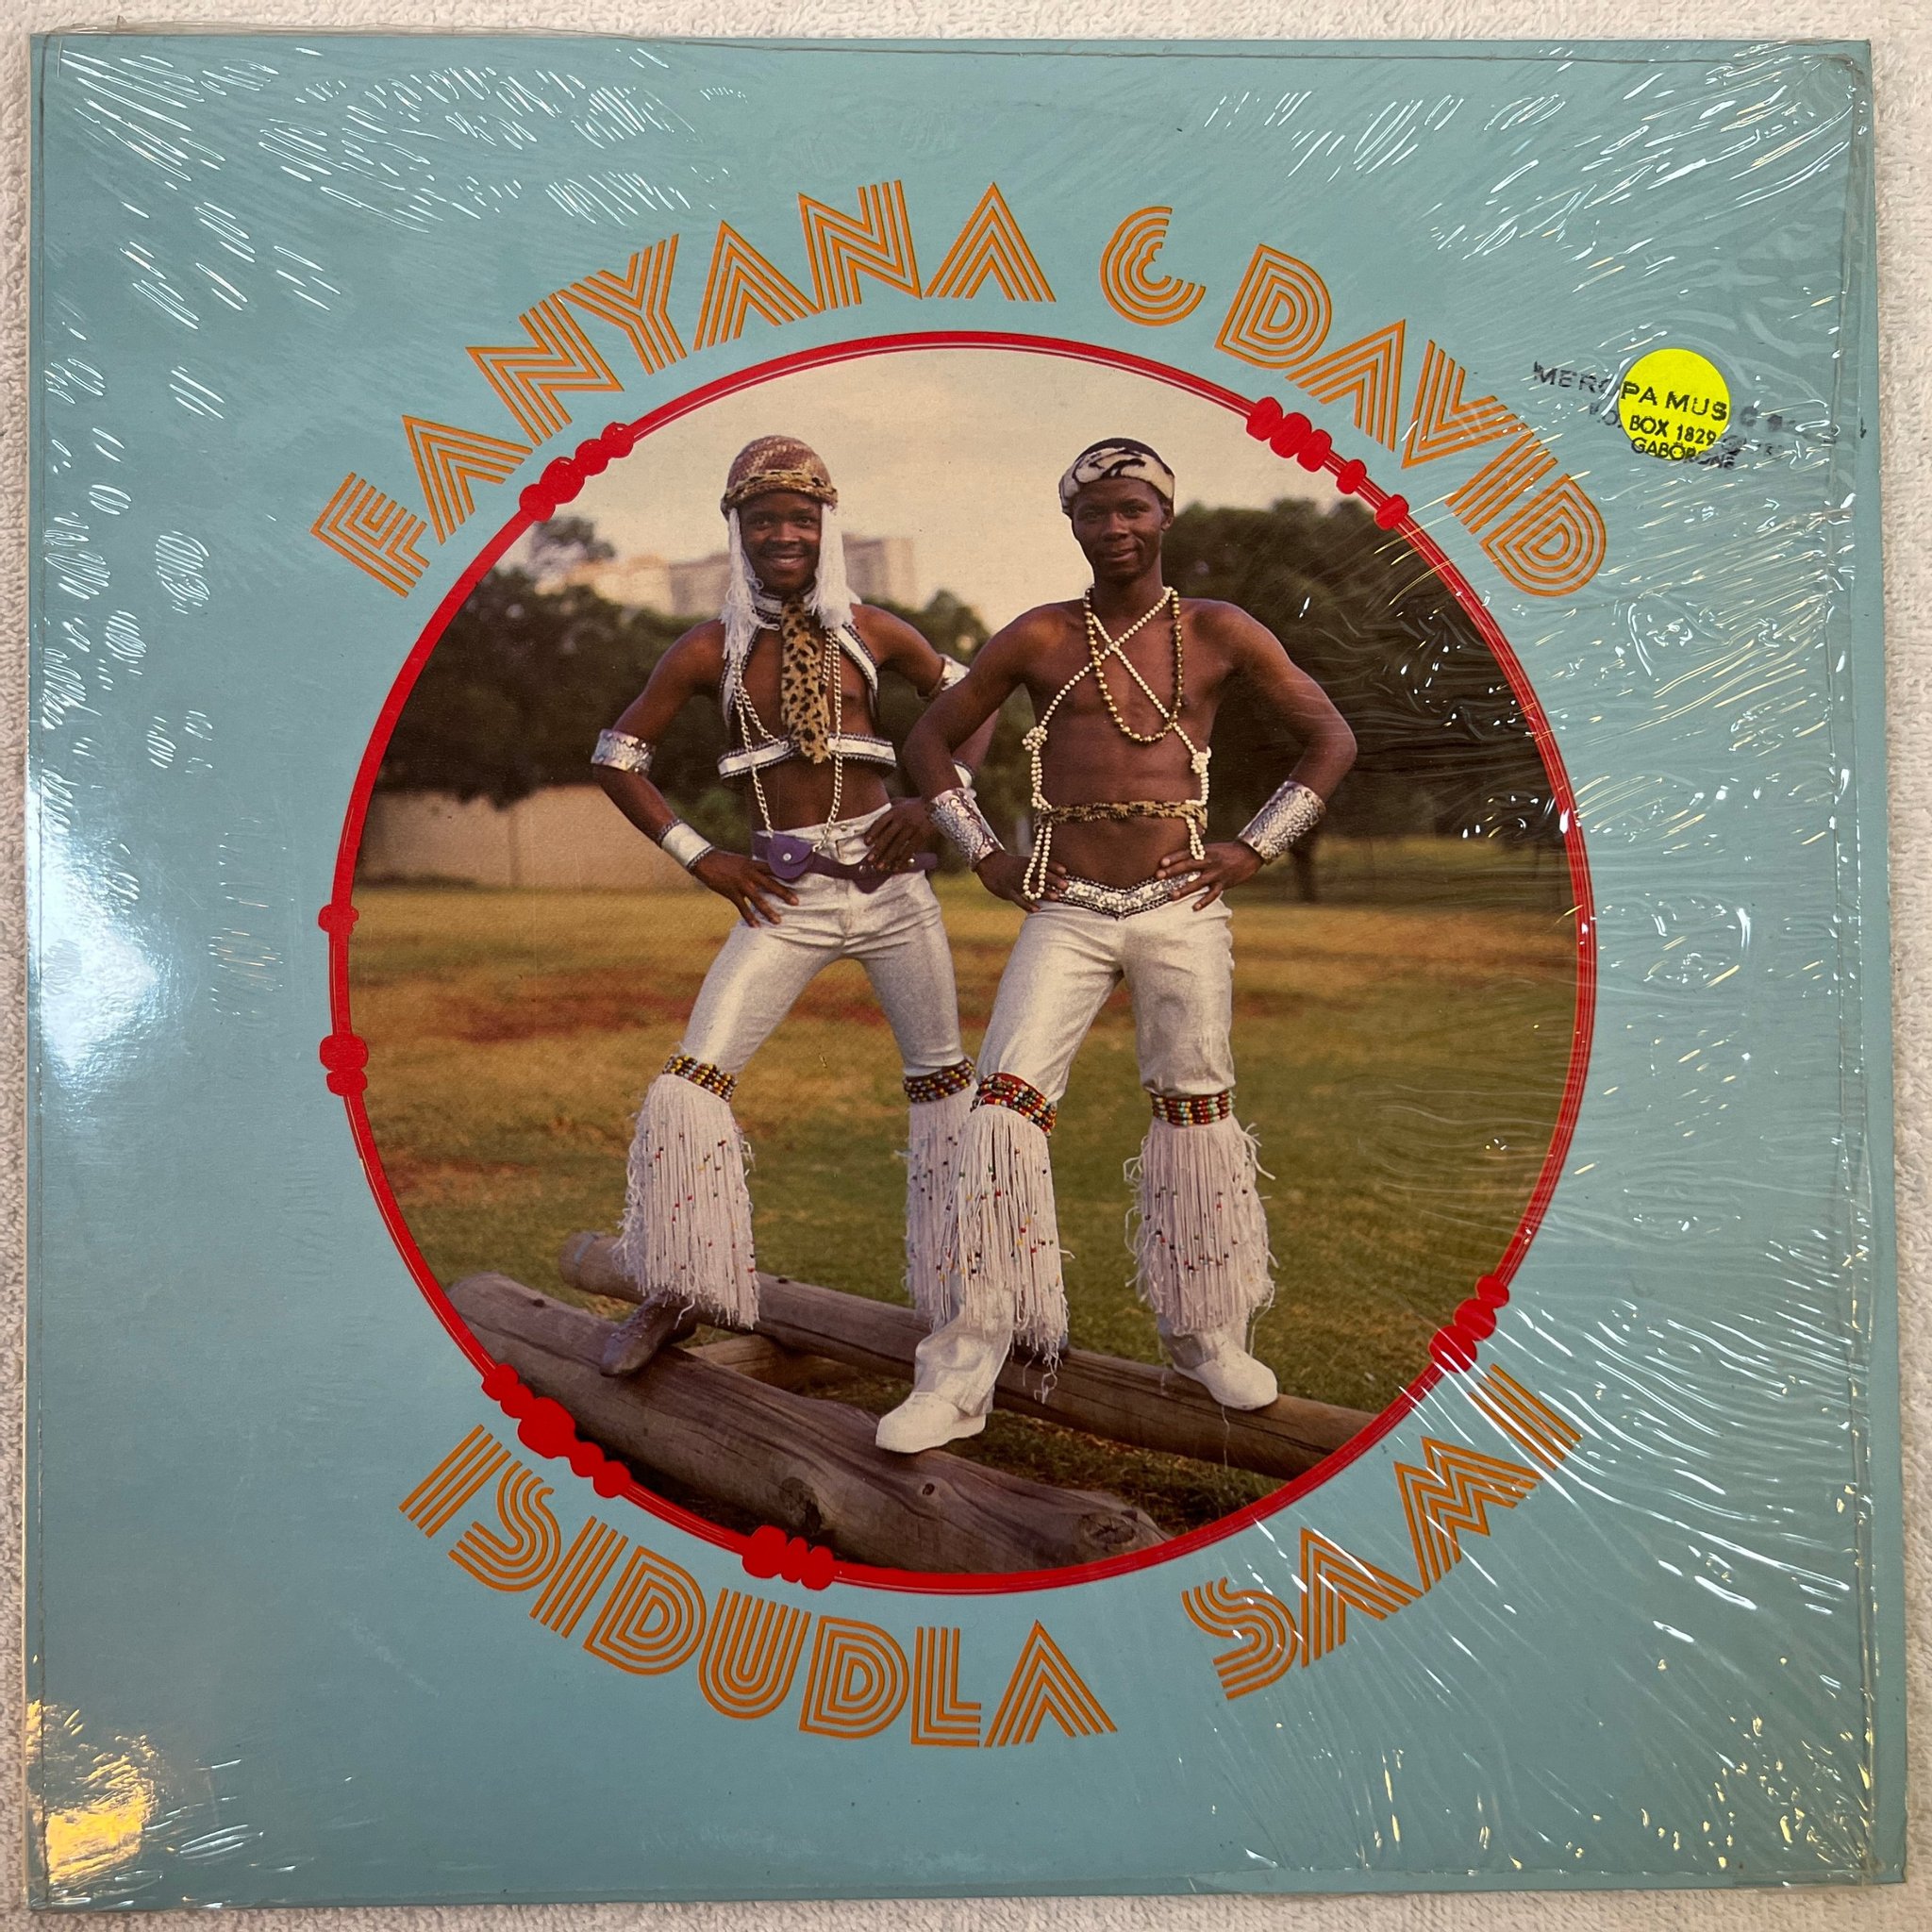 FANYANA & DAVID
PA MUS
BOX 1829
GABORONE
ISIDUDLA SAMI